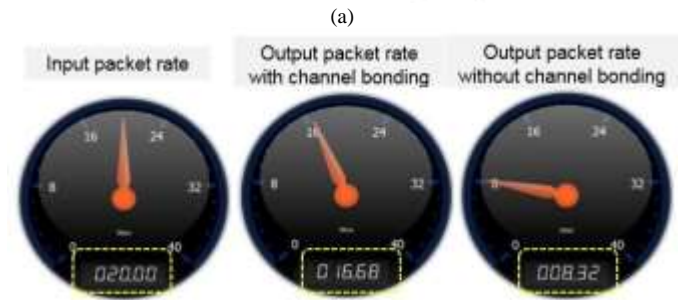 (a)
Input packet rate
Output packet rate
with channel bonding
Output packet rate
without channel bonding
16 24
8 32
0 40
020.00
16 24
8 32
0 40
016.68
16 24
8 32
0 40
008.32